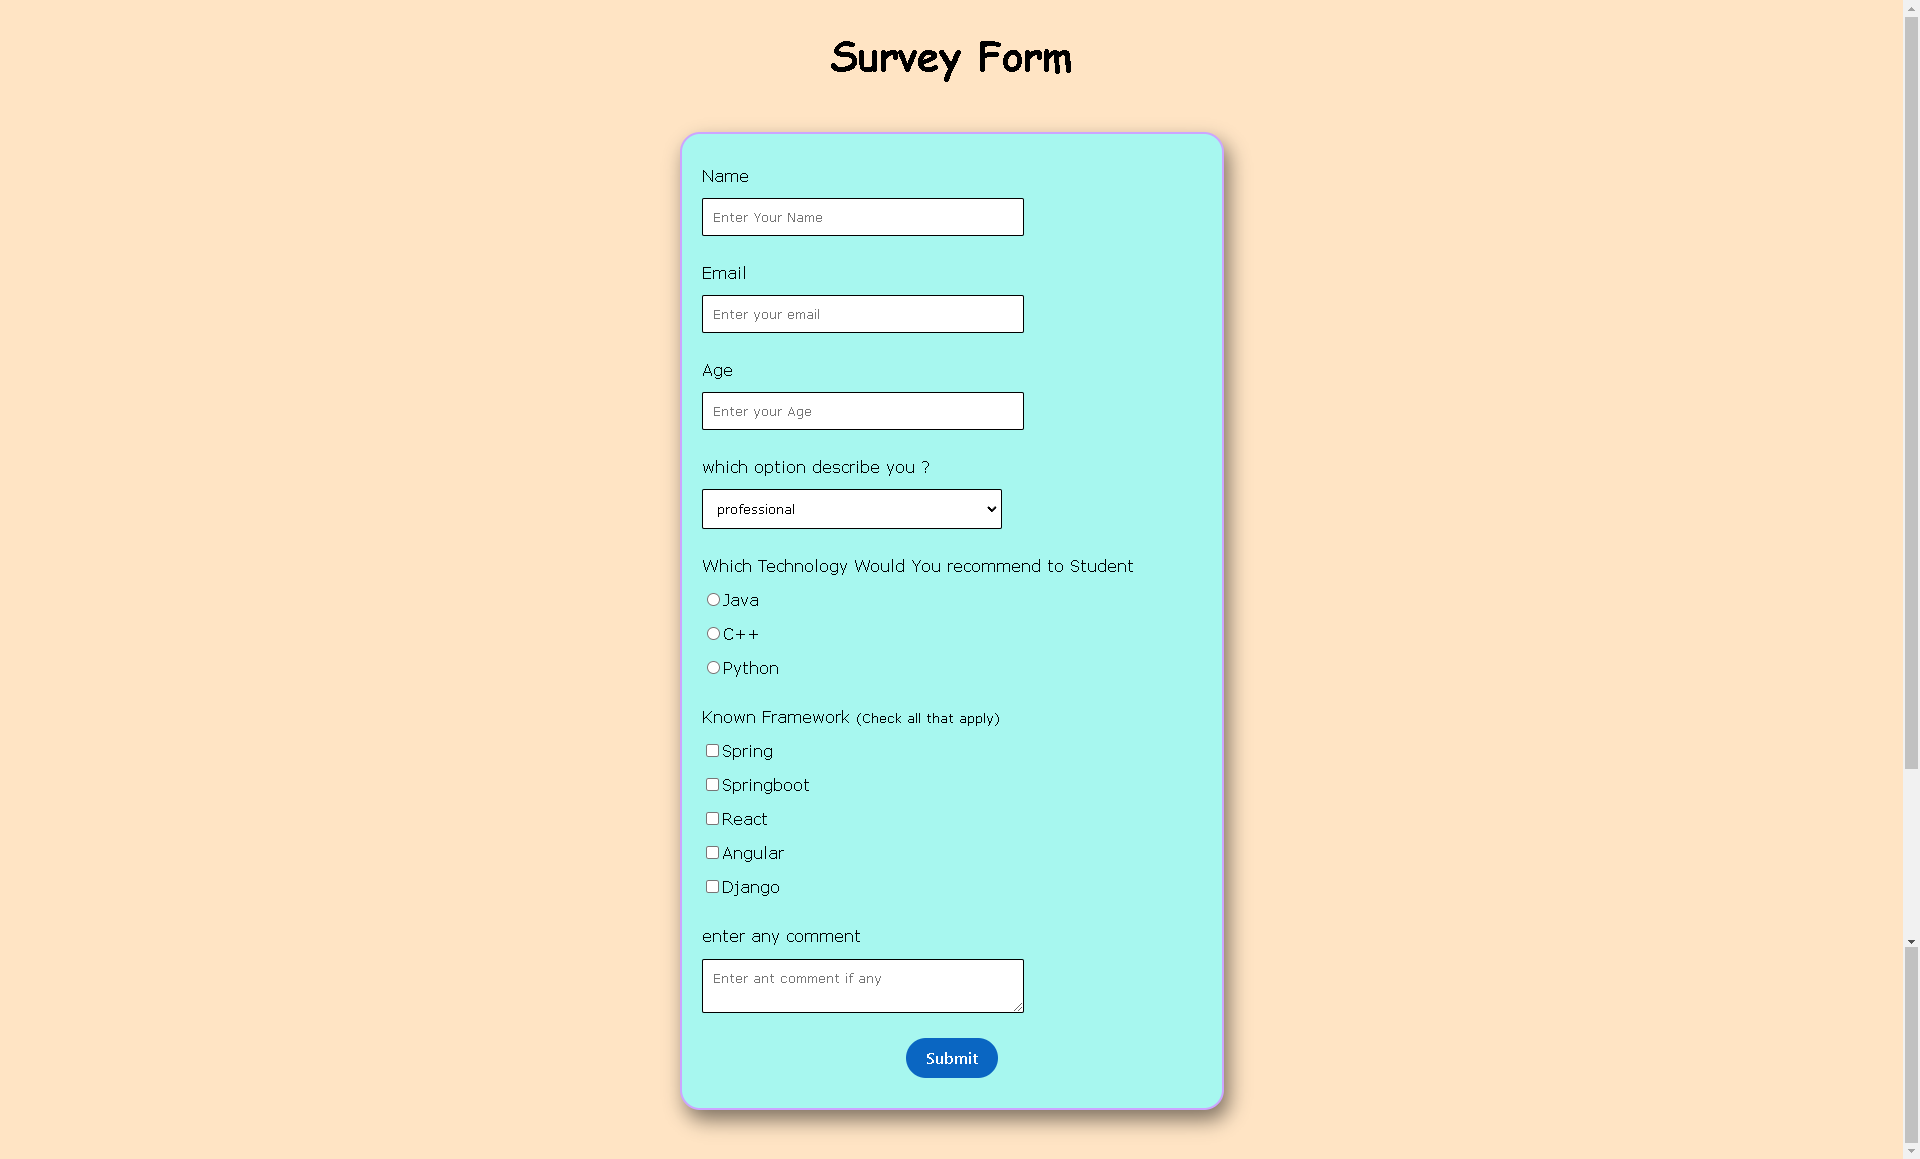 Survey Form
Name
Enter Your Name
Email
Enter your email
Age
Enter your Age
which option describe you ?
professional
Which Technology Would You recommend to Student
Java
C++
Python
Known Framework (Check all that apply)
Spring
Springboot
React
Angular
Django
enter any comment
Enter ant comment if any
Submit